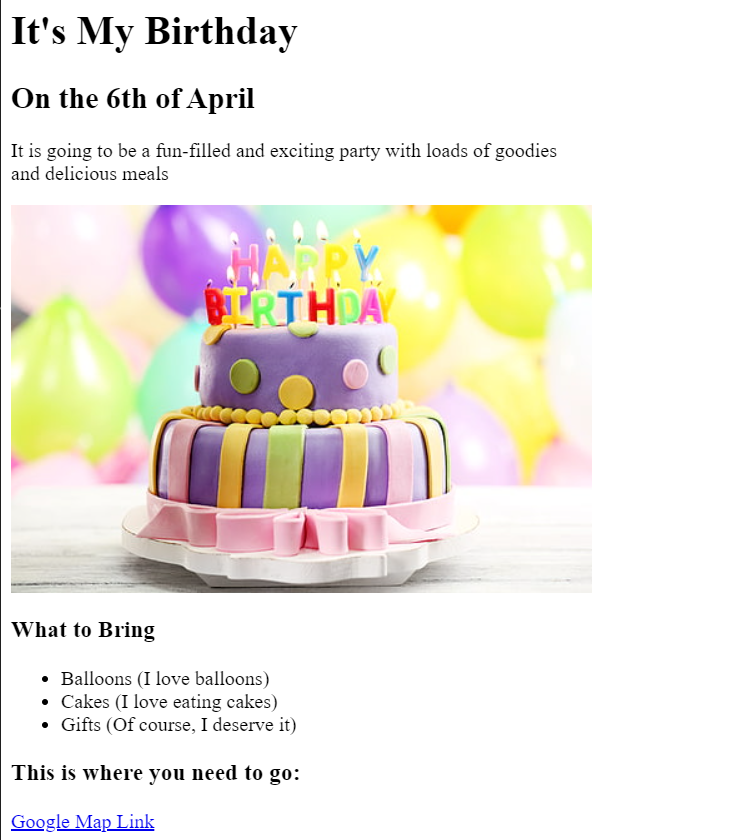 It's My Birthday
On the 6th of April
It is going to be a fun-filled and exciting party with loads of goodies
and delicious meals
HAPPY
BIRTHDAY
What to Bring
Balloons (I love balloons)
Cakes (I love eating cakes)
Gifts (Of course, I deserve it)
This is where you need to go:
Google Map Link